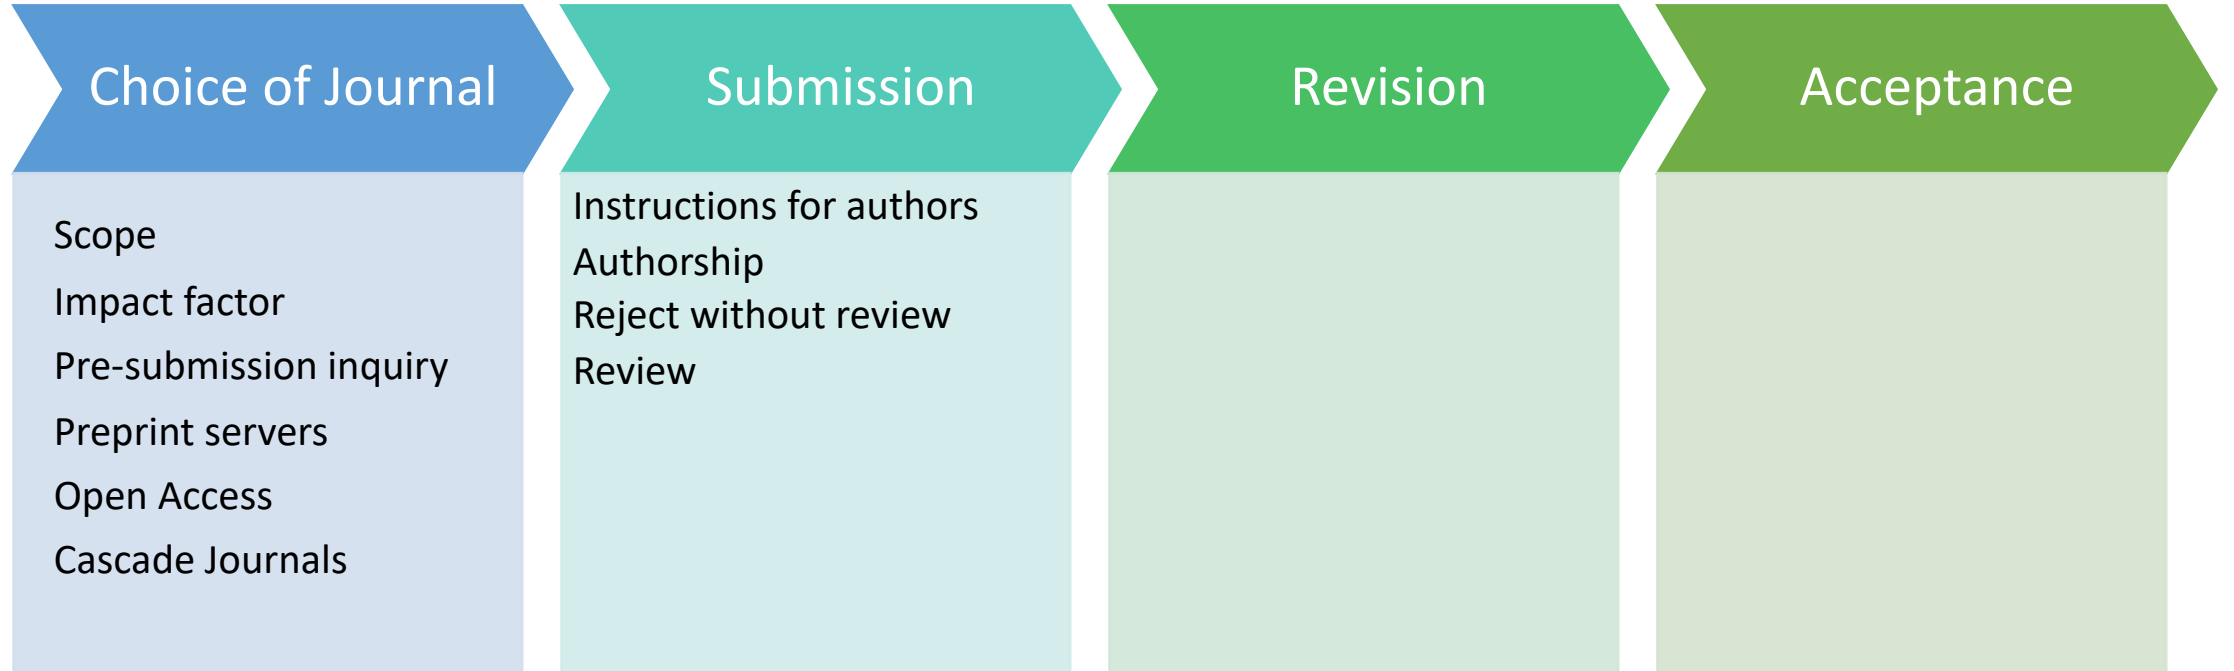 Choice of Journal
Scope
Impact factor
Pre-submission inquiry
Preprint servers
Open Access
Cascade Journals
Submission
Instructions for authors
Authorship
Reject without review
Review
Revision
Acceptance